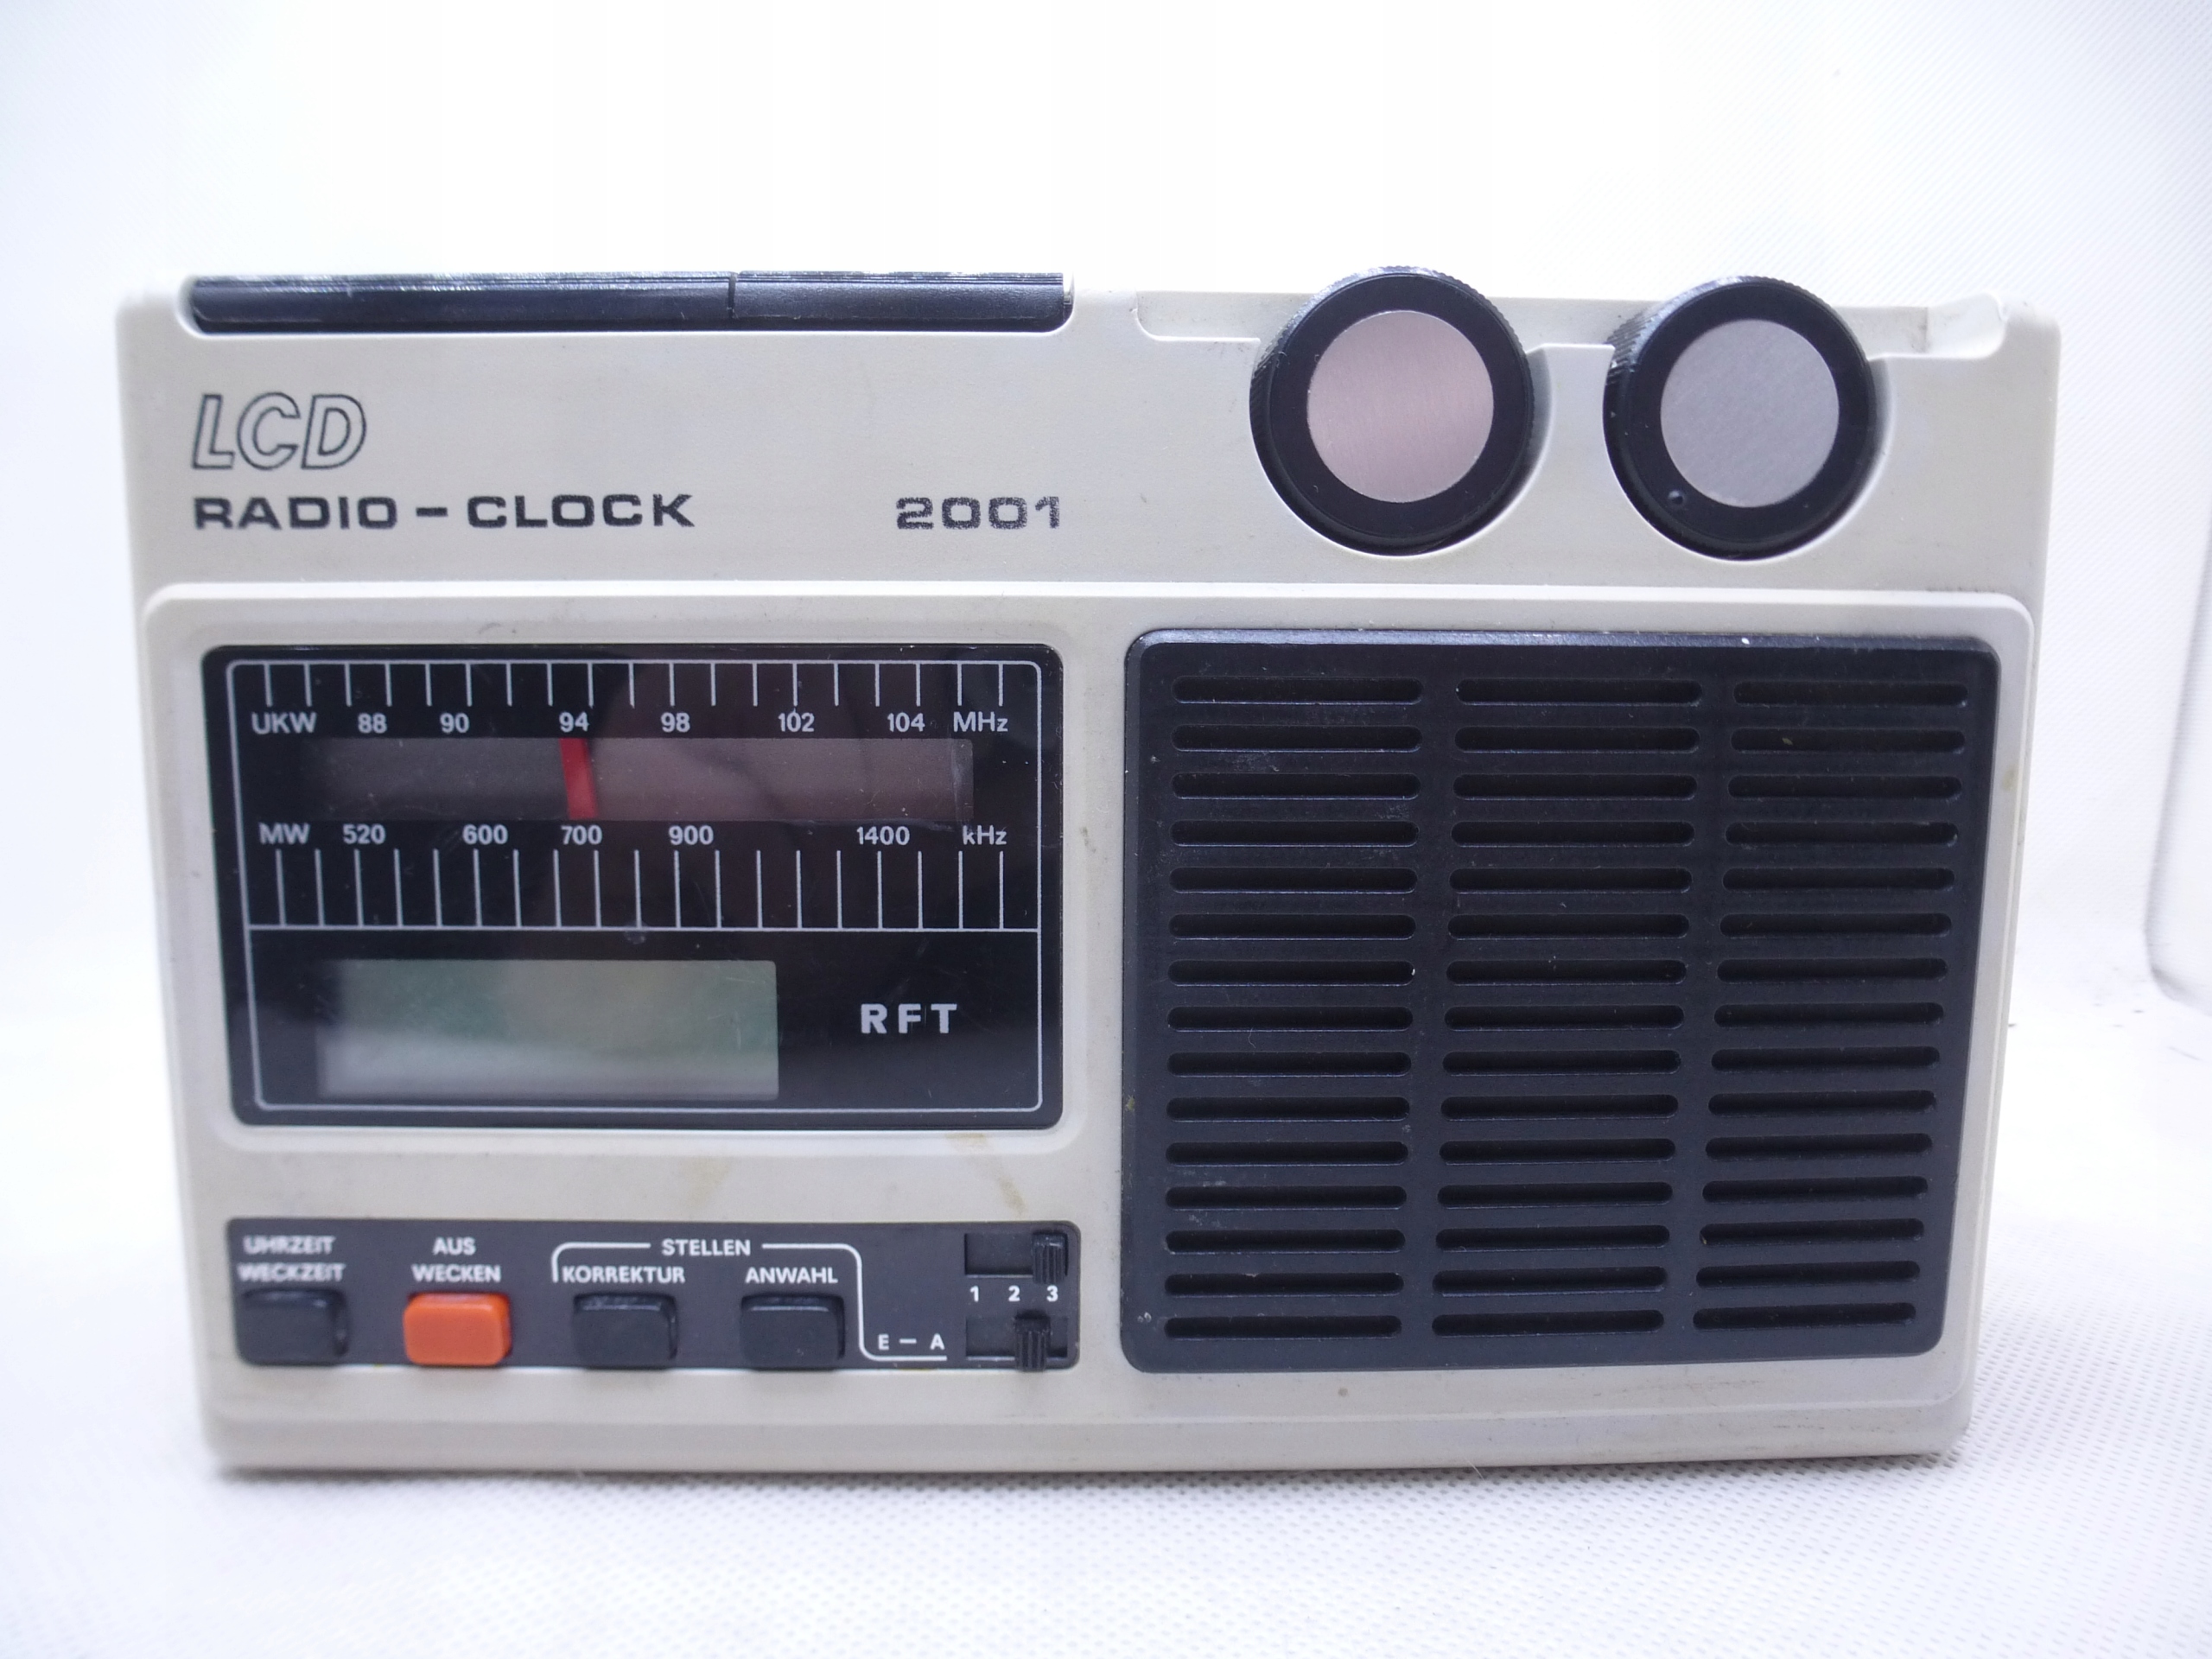 LCD
RADIO - CLOCK 2001
UKW 88 90 94 98 102 104 MHz
MW 520 600 700 900 1400 kHz
RFT
UHRZEIT
WECKZEIT
AUS
WECKEN
STELLEN
KORREKTUR ANWAHL
1 2 3
E - A